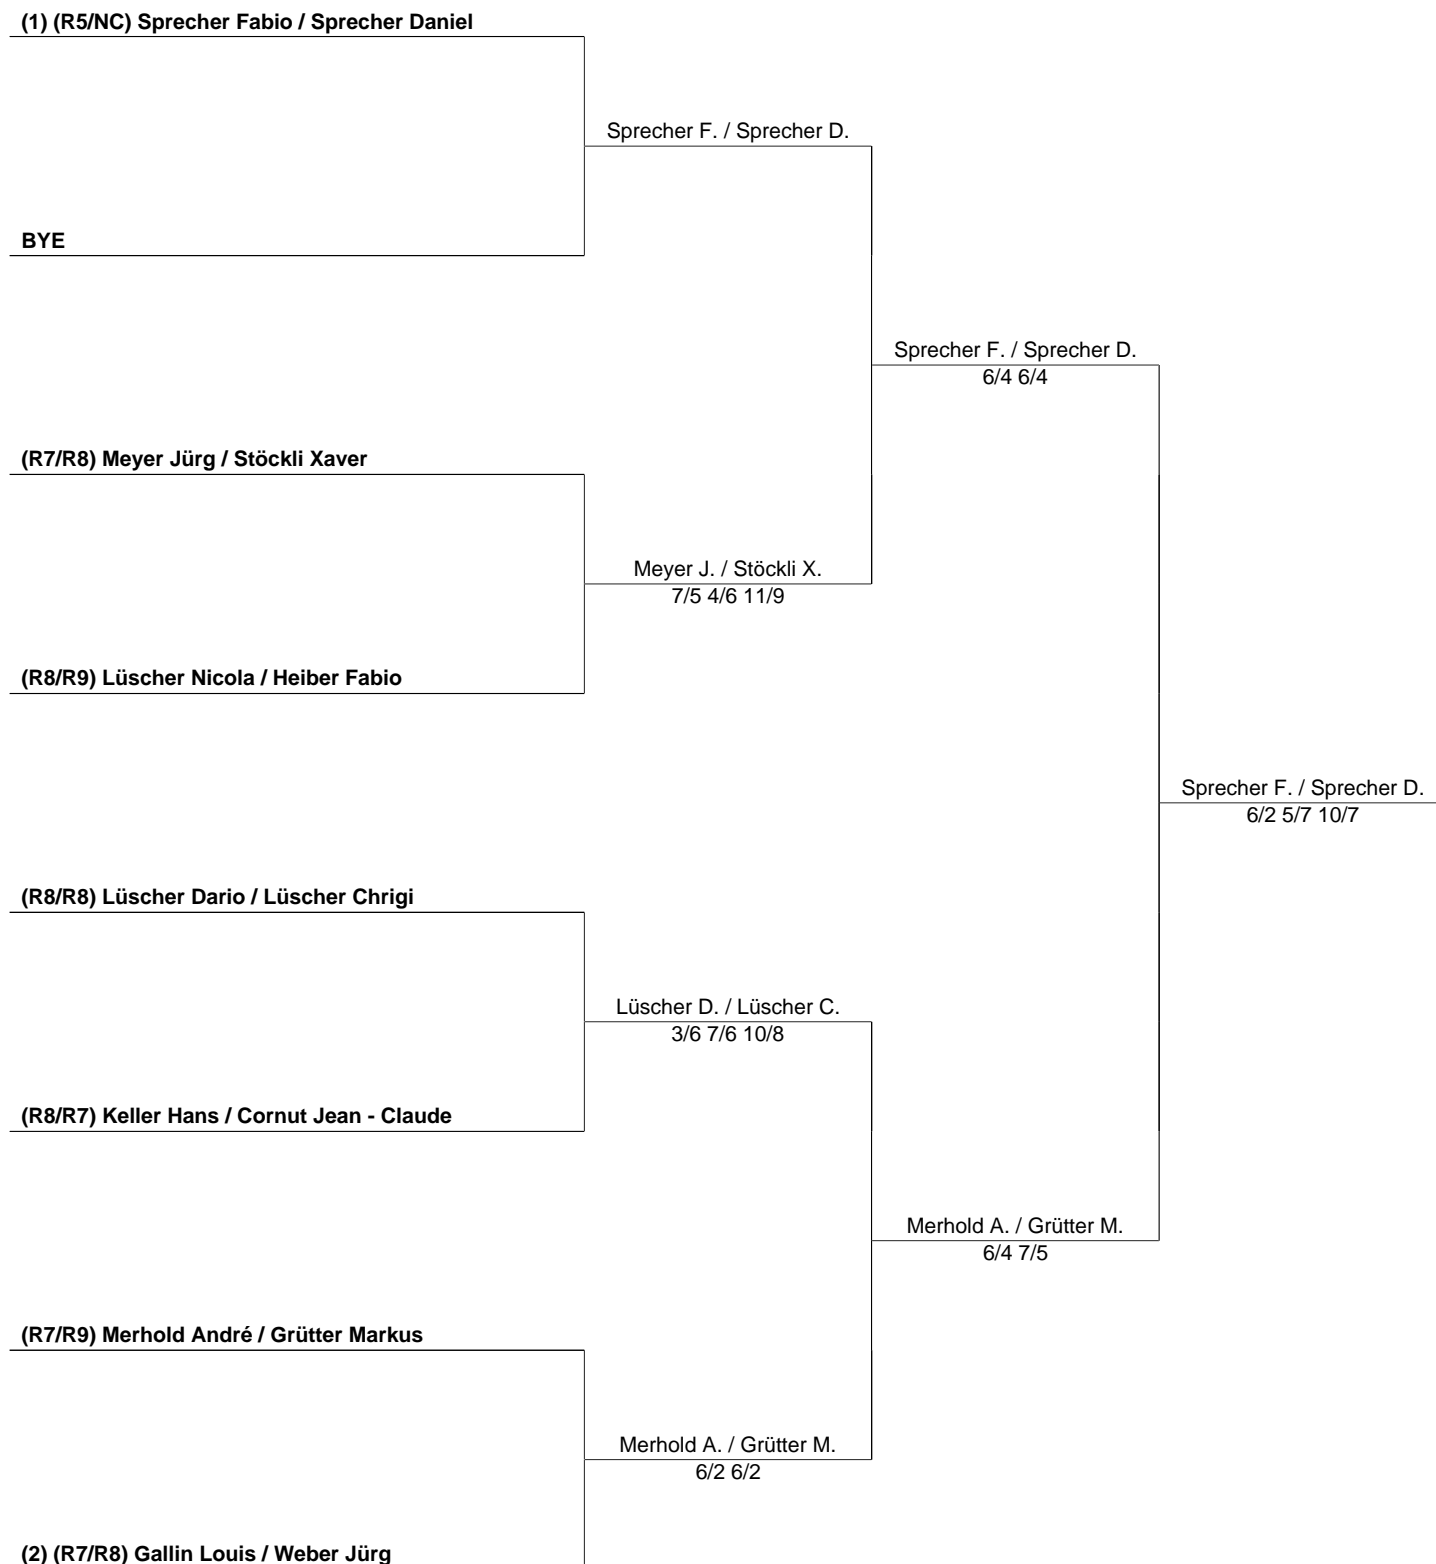 (1) (R5/NC) Sprecher Fabio / Sprecher Daniel
Sprecher F. / Sprecher D.
BYE
Sprecher F. / Sprecher D.
6/4 6/4
(R7/R8) Meyer Jürg / Stöckli Xaver
Meyer J. / Stöckli X.
7/5 4/6 11/9
(R8/R9) Lüscher Nicola / Heiber Fabio
Sprecher F. / Sprecher D.
6/2 5/7 10/7
(R8/R8) Lüscher Dario / Lüscher Chrigi
Lüscher D. / Lüscher C.
3/6 7/6 10/8
(R8/R7) Keller Hans / Cornut Jean - Claude
Merhold A. / Grütter M.
6/4 7/5
(R7/R9) Merhold André / Grütter Markus
Merhold A. / Grütter M.
6/2 6/2
(2) (R7/R8) Gallin Louis / Weber Jürg